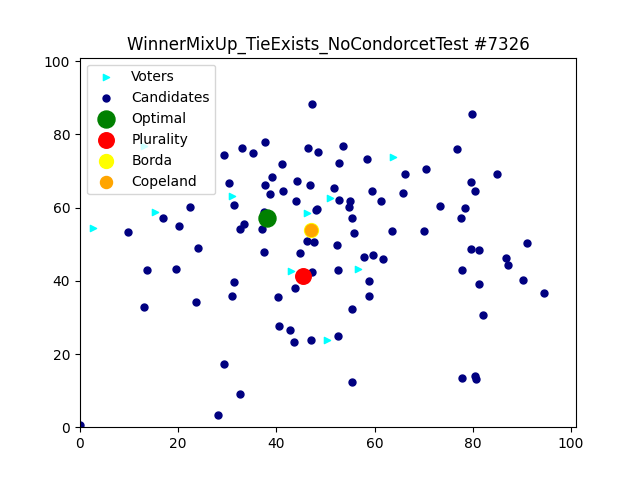 WinnerMixUp_TieExists_NoCondorcetTest #7326
Voters
Candidates
Optimal
Plurality
Borda
Copeland
100
80
60
40
20
0
0 20 40 60 80 100